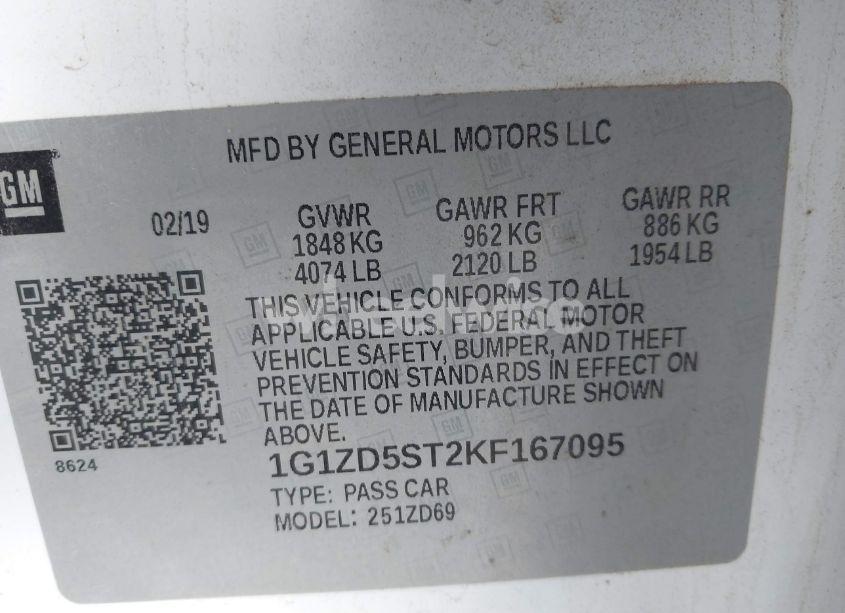 MFD BY GENERAL MOTORS LLC
GM
02/19 GVWR GAWR FRT GAWR RR
1848 KG 962 KG 886 KG
4074 LB 2120 LB 1954 LB
THIS VEHICLE CONFORMS TO ALL
APPLICABLE U.S. FEDERAL MOTOR
VEHICLE SAFETY, BUMPER, AND THEFT
PREVENTION STANDARDS IN EFFECT ON
THE DATE OF MANUFACTURE SHOWN
ABOVE.
8624
1G1ZD5ST2KF167095
TYPE: PASS CAR
MODEL: 251ZD69